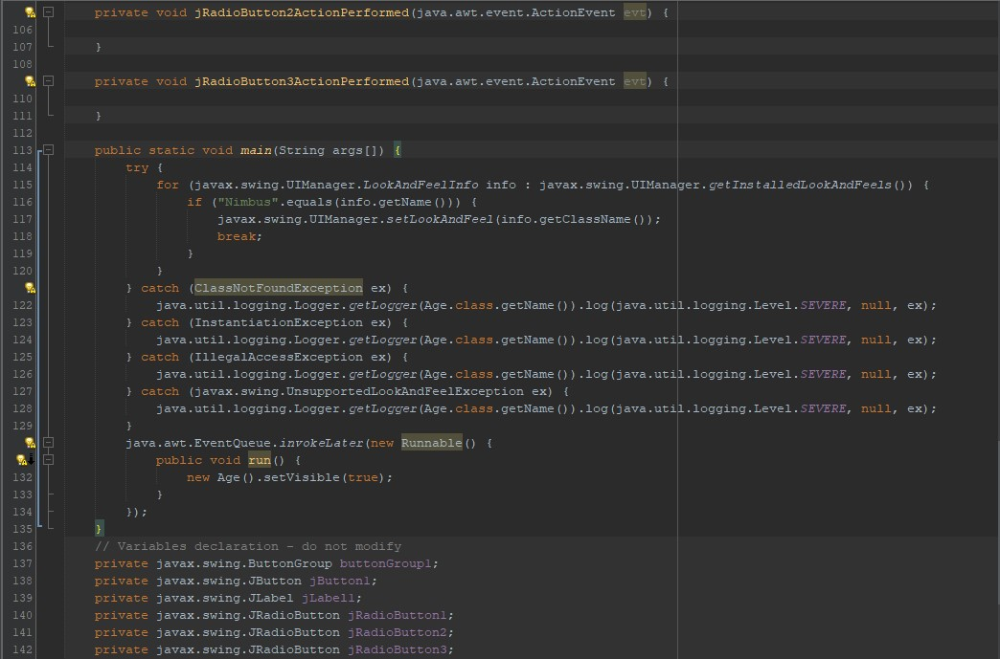 private void jRadioButton2ActionPerformed(java.awt.event.ActionEvent evt) {
106
107 }
108
private void jRadioButton3ActionPerformed(java.awt.event.ActionEvent evt) {
110
111 }
112
113 public static void main(String args[]) {
114 try {
115 for (javax.swing.UIManager.LookAndFeelInfo info : javax.swing.UIManager.getInstalledLookAndFeels()) {
116 if ("Nimbus".equals(info.getName())) {
117 javax.swing.UIManager.setLookAndFeel(info.getClassName());
118 break;
119 }
120 }
} catch (ClassNotFoundException ex) {
122 java.util.logging.Logger.getLogger(Age.class.getName()).log(java.util.logging.Level.SEVERE, null, ex);
123 } catch (InstantiationException ex) {
124 java.util.logging.Logger.getLogger(Age.class.getName()).log(java.util.logging.Level.SEVERE, null, ex);
125 } catch (IllegalAccessException ex) {
126 java.util.logging.Logger.getLogger(Age.class.getName()).log(java.util.logging.Level.SEVERE, null, ex);
127 } catch (javax.swing.UnsupportedLookAndFeelException ex) {
128 java.util.logging.Logger.getLogger(Age.class.getName()).log(java.util.logging.Level.SEVERE, null, ex);
129 }
java.awt.EventQueue.invokeLater(new Runnable() {
public void run() {
132 new Age().setVisible(true);
133 }
134 });
135 }
136 // Variables declaration - do not modify
137 private javax.swing.ButtonGroup buttonGroup1;
138 private javax.swing.JButton jButton1;
139 private javax.swing.JLabel jLabel1;
140 private javax.swing.JRadioButton jRadioButton1;
141 private javax.swing.JRadioButton jRadioButton2;
142 private javax.swing.JRadioButton jRadioButton3;